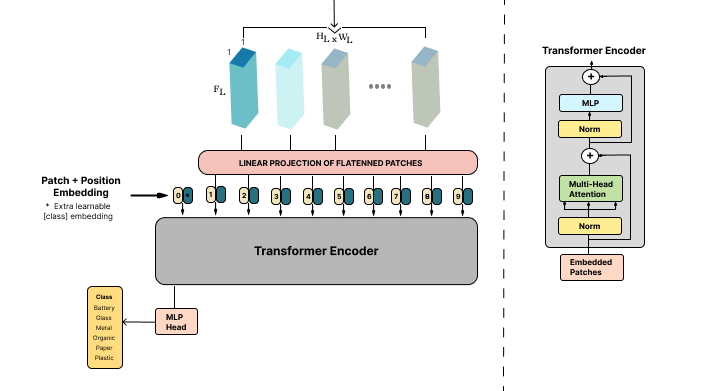 H_L x W_L
1
1
F_L
LINEAR PROJECTION OF FLATENNED PATCHES
Patch + Position
Embedding
* Extra learnable
[class] embedding
0 * 1 2 3 4 5 6 7 8 9
Transformer Encoder
MLP
Head
Class
Battery
Glass
Metal
Organic
Paper
Plastic
Transformer Encoder
+
MLP
Norm
+
Multi-Head
Attention
Norm
Embedded
Patches